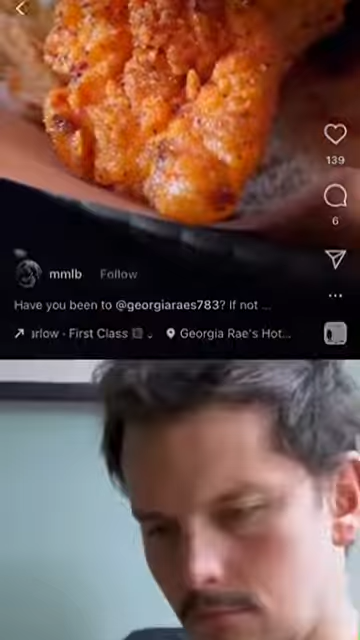 139
6
mmlb Follow
Have you been to @georgiaraes783? If not ...
arlow · First Class Georgia Rae's Hot...